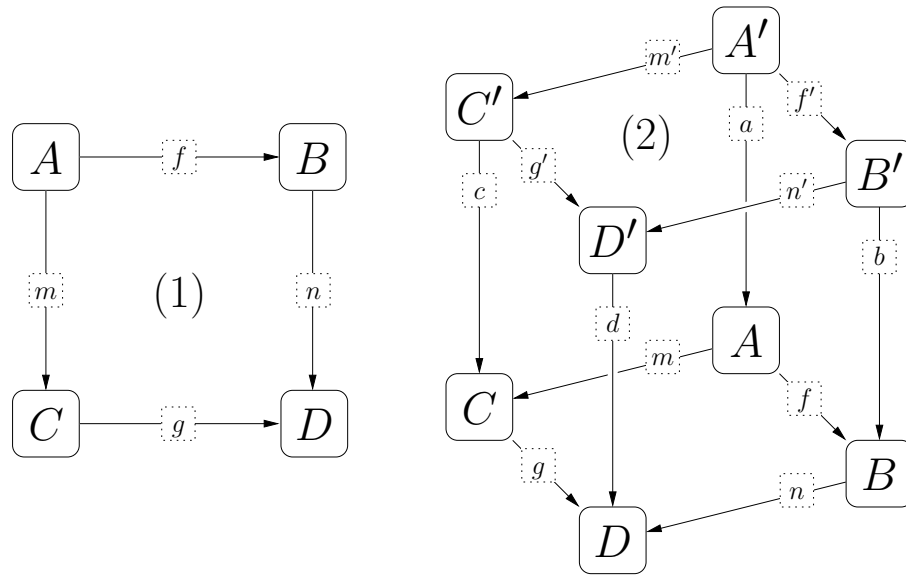 A f B
m (1) n
C g D
A′
m′
C′ f′
(2) a
g′ B′
c n′
D′ b
d
A
m
C f
g B
n
D